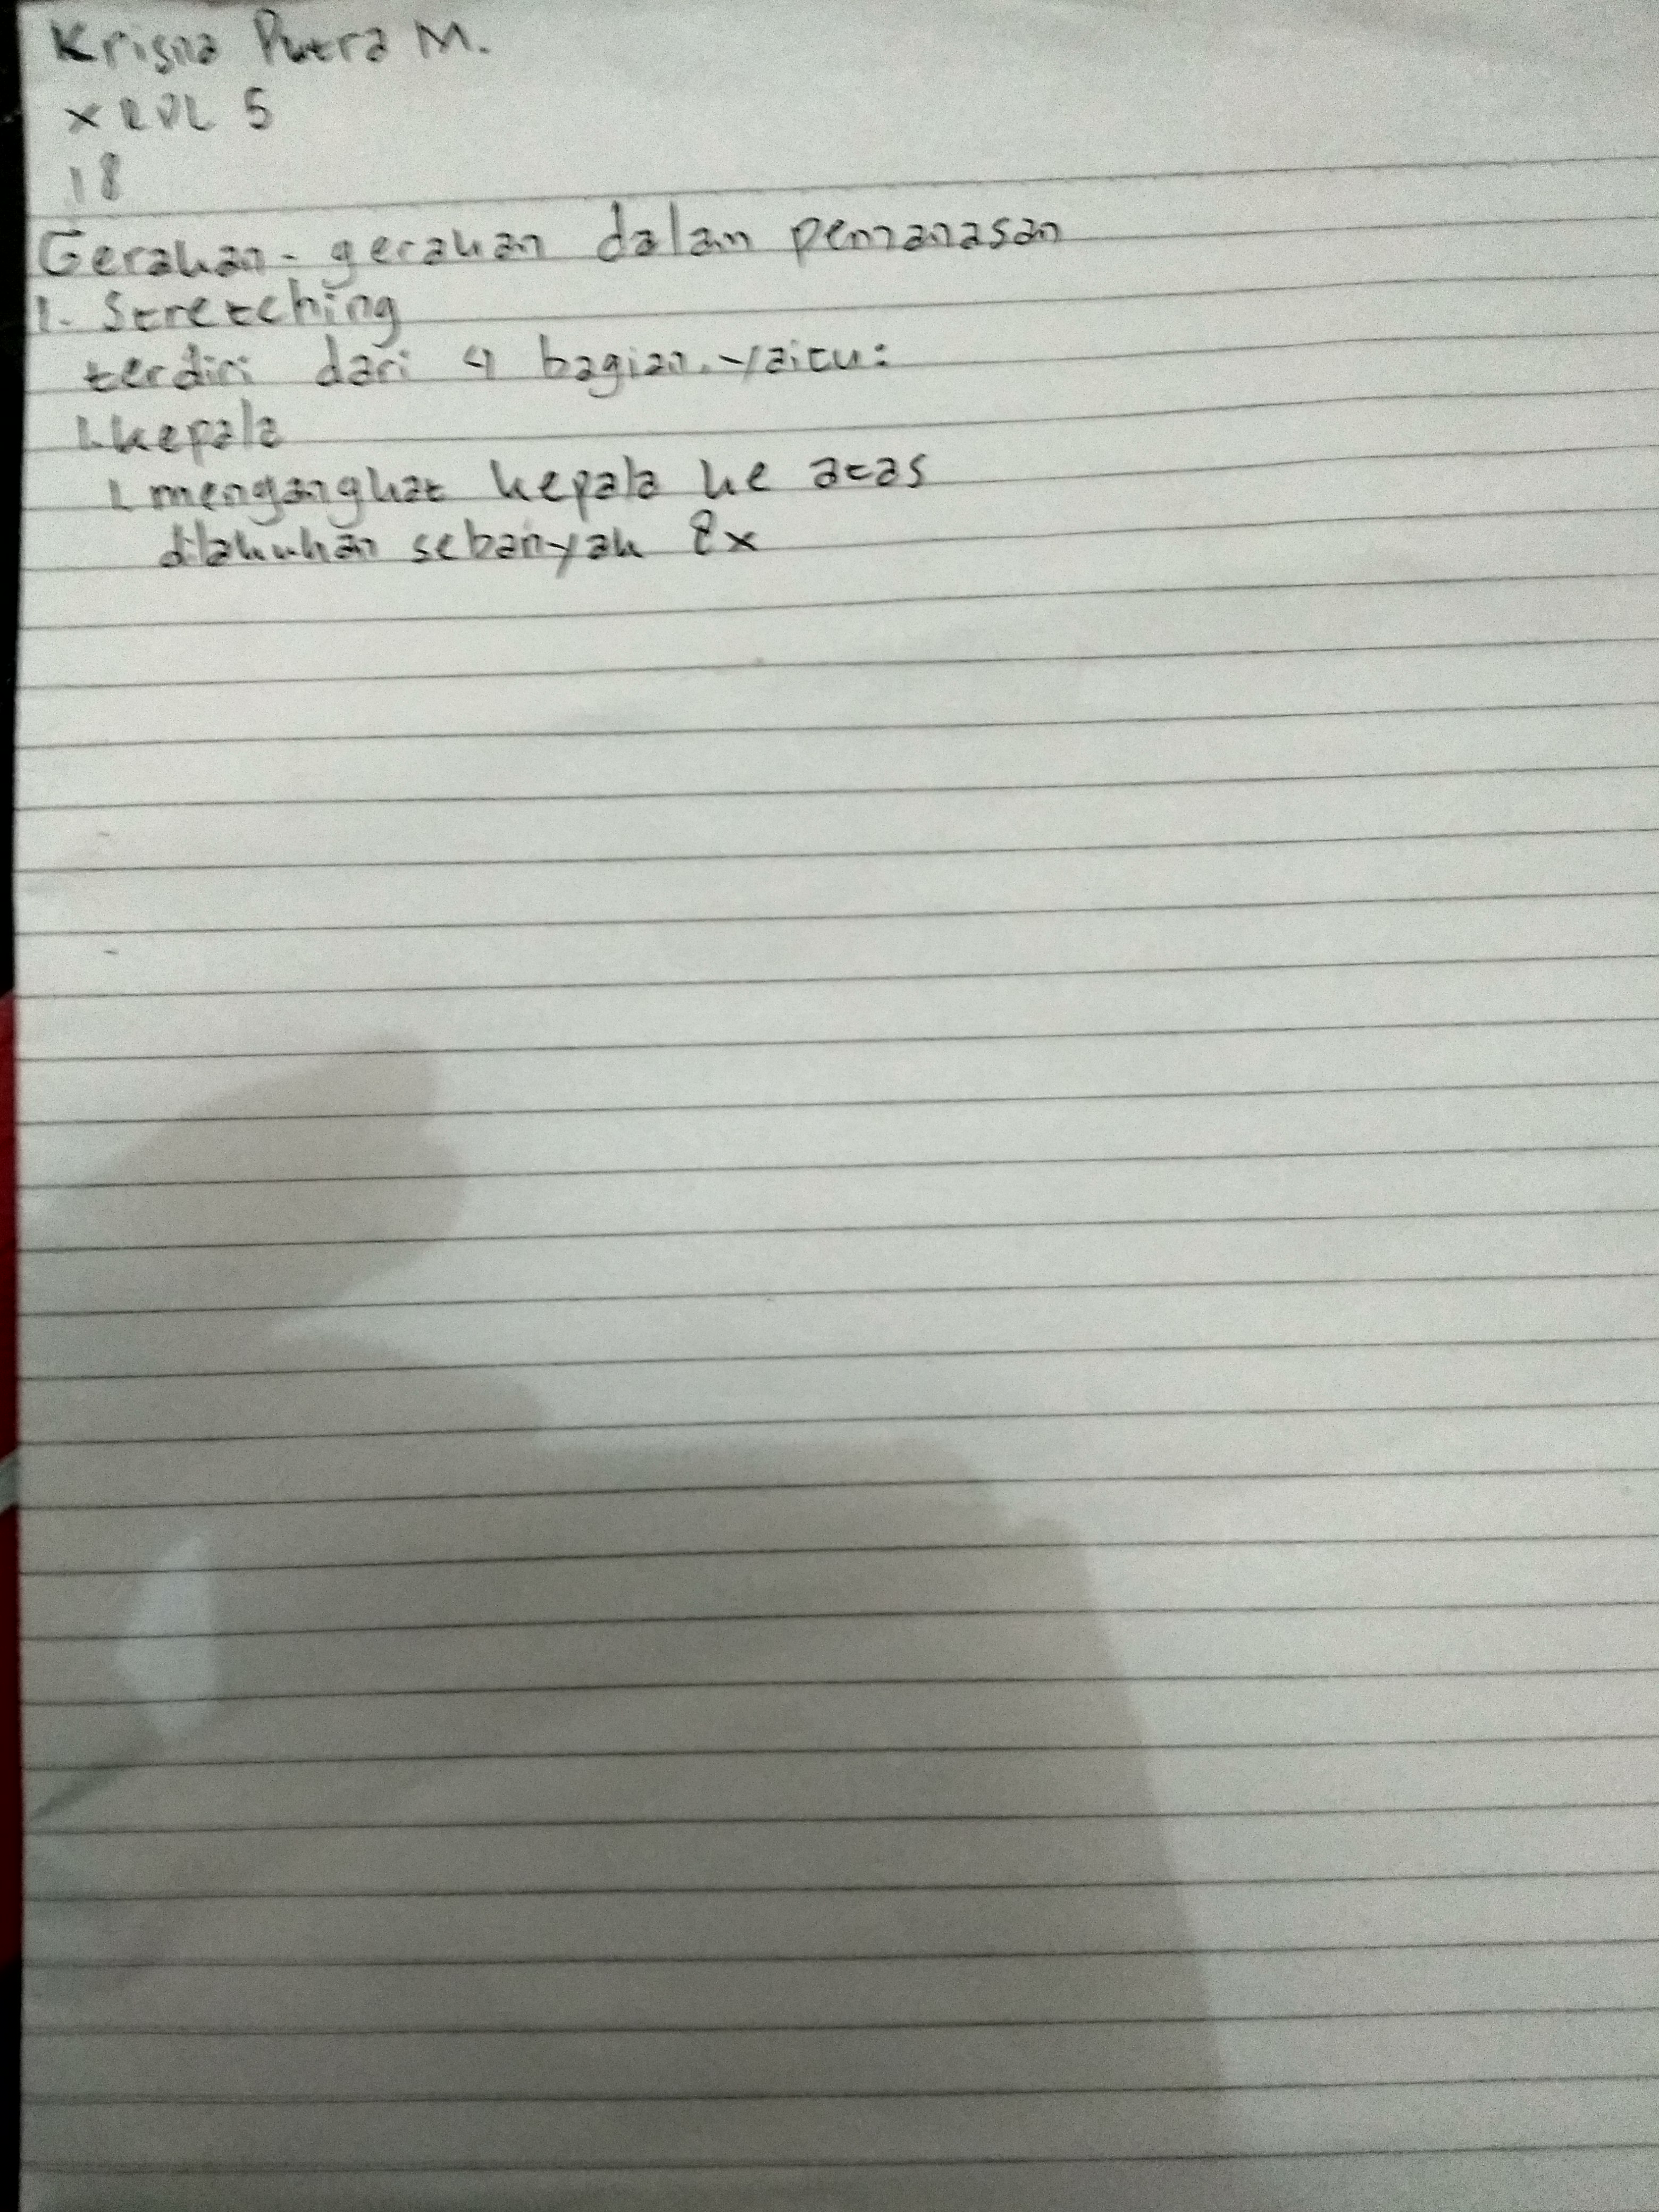 Krisna Putra M.
X RPL 5
18
Gerakan - gerakan dalam pemanasan
1. Stretching
terdiri dari 4 bagian. Yaitu:
1. kepala
1 mengangkat kepala ke atas
dilakukan sebanyak 8x